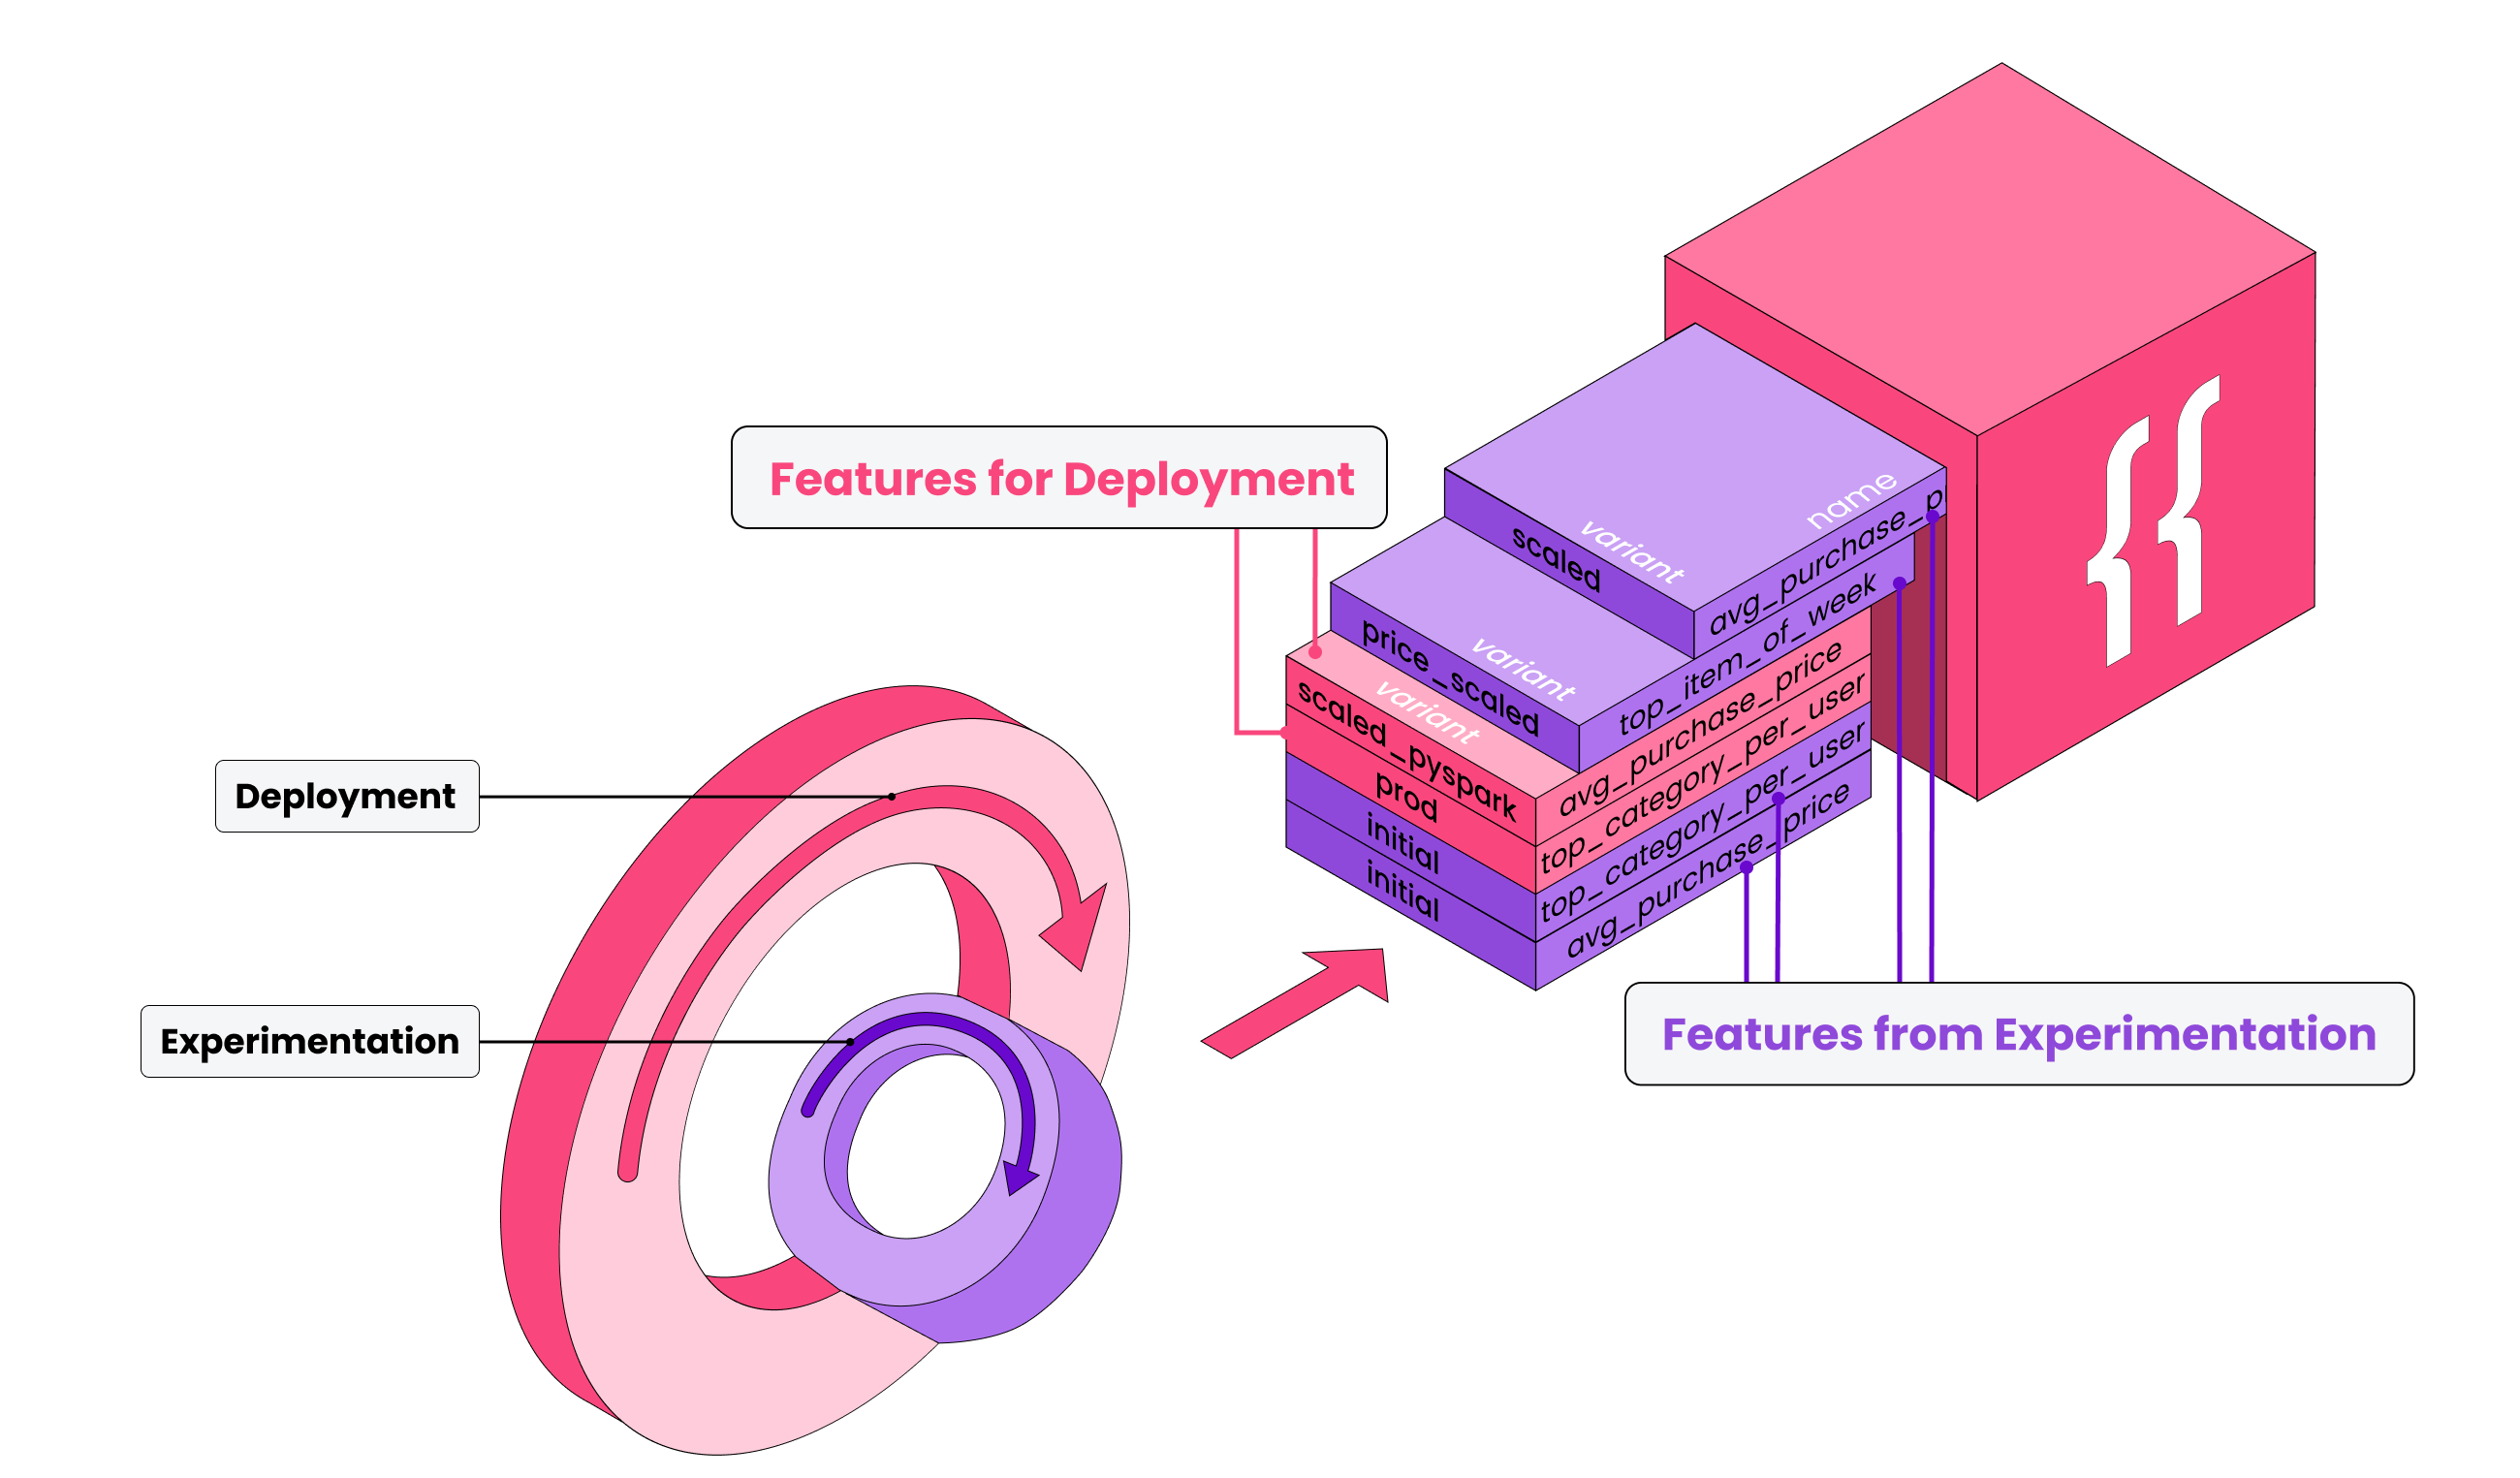 Features for Deployment
name
variant
scaled
avg_purchase_p
variant
price_scaled
top_item_of_week
variant
scaled_pyspark
avg_purchase_price
prod
top_category_per_user
initial
top_category_per_user
initial
avg_purchase_price
Deployment
Experimentation
Features from Experimentation